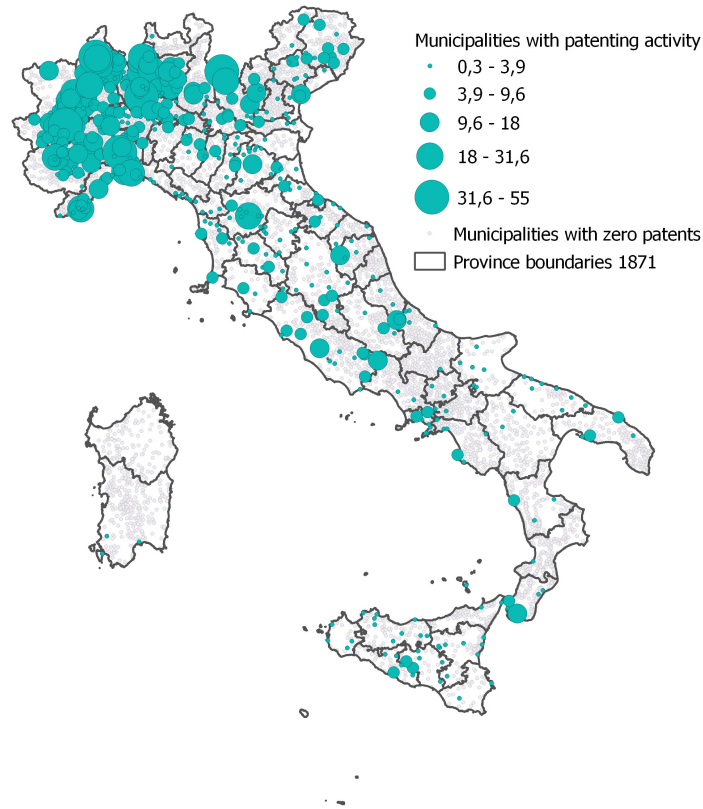 Municipalities with patenting activity
0,3 - 3,9
3,9 - 9,6
9,6 - 18
18 - 31,6
31,6 - 55
Municipalities with zero patents
Province boundaries 1871